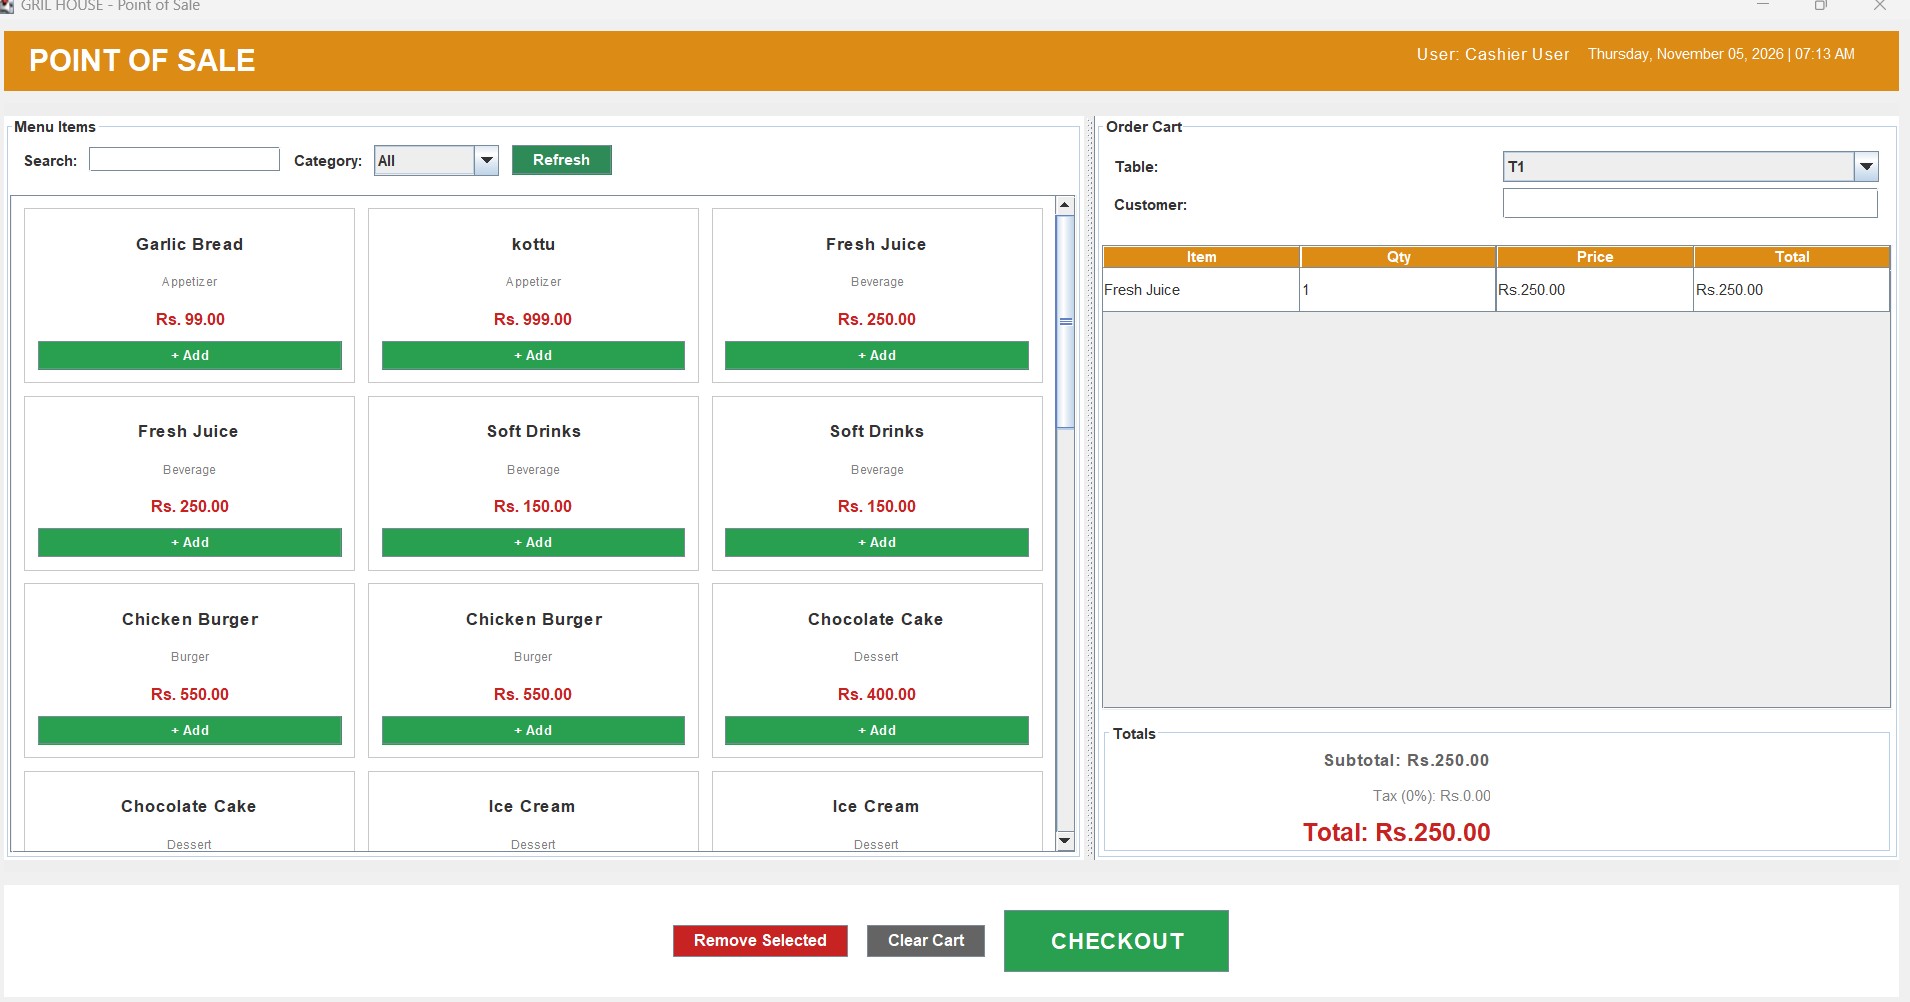 GRIL HOUSE - Point of Sale
POINT OF SALE
User: Cashier User Thursday, November 05, 2026 | 07:13 AM
Menu Items
Search: Category: All Refresh
Garlic Bread kottu Fresh Juice
Appetizer Appetizer Beverage
Rs. 99.00 Rs. 999.00 Rs. 250.00
+ Add + Add + Add
Fresh Juice Soft Drinks Soft Drinks
Beverage Beverage Beverage
Rs. 250.00 Rs. 150.00 Rs. 150.00
+ Add + Add + Add
Chicken Burger Chicken Burger Chocolate Cake
Burger Burger Dessert
Rs. 550.00 Rs. 550.00 Rs. 400.00
+ Add + Add + Add
Chocolate Cake Ice Cream Ice Cream
Dessert Dessert Dessert
Order Cart
Table: T1
Customer:
Item Qty Price Total
Fresh Juice 1 Rs.250.00 Rs.250.00
Totals
Subtotal: Rs.250.00
Tax (0%): Rs.0.00
Total: Rs.250.00
Remove Selected Clear Cart CHECKOUT